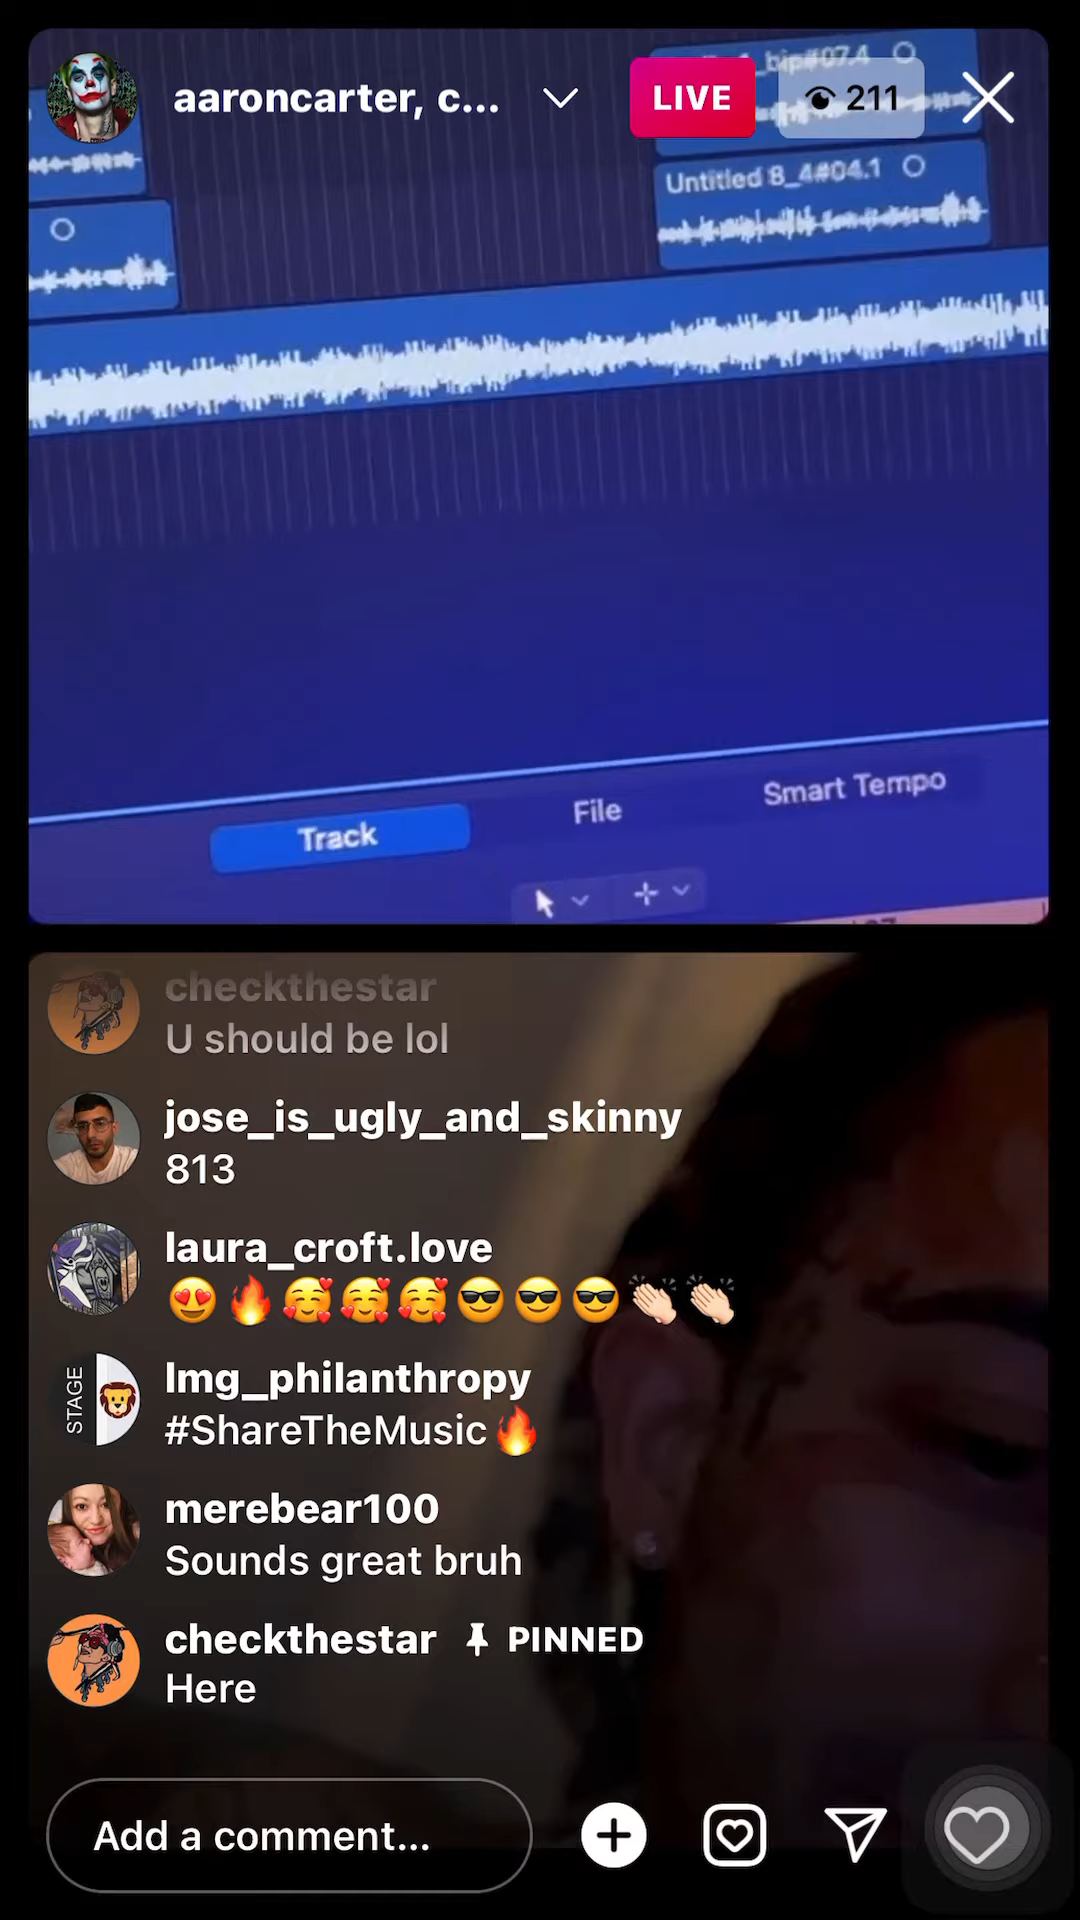 aaroncarter, c...
LIVE
211
Untitled 8_4#04.1
Track
File
Smart Tempo
checkthestar
U should be lol
jose_is_ugly_and_skinny
813
laura_croft.love
😍🔥🥰🥰🥰😎😎😎👏🏻👏🏻
STAGE
lmg_philanthropy
#ShareTheMusic🔥
merebear100
Sounds great bruh
checkthestar PINNED
Here
Add a comment...